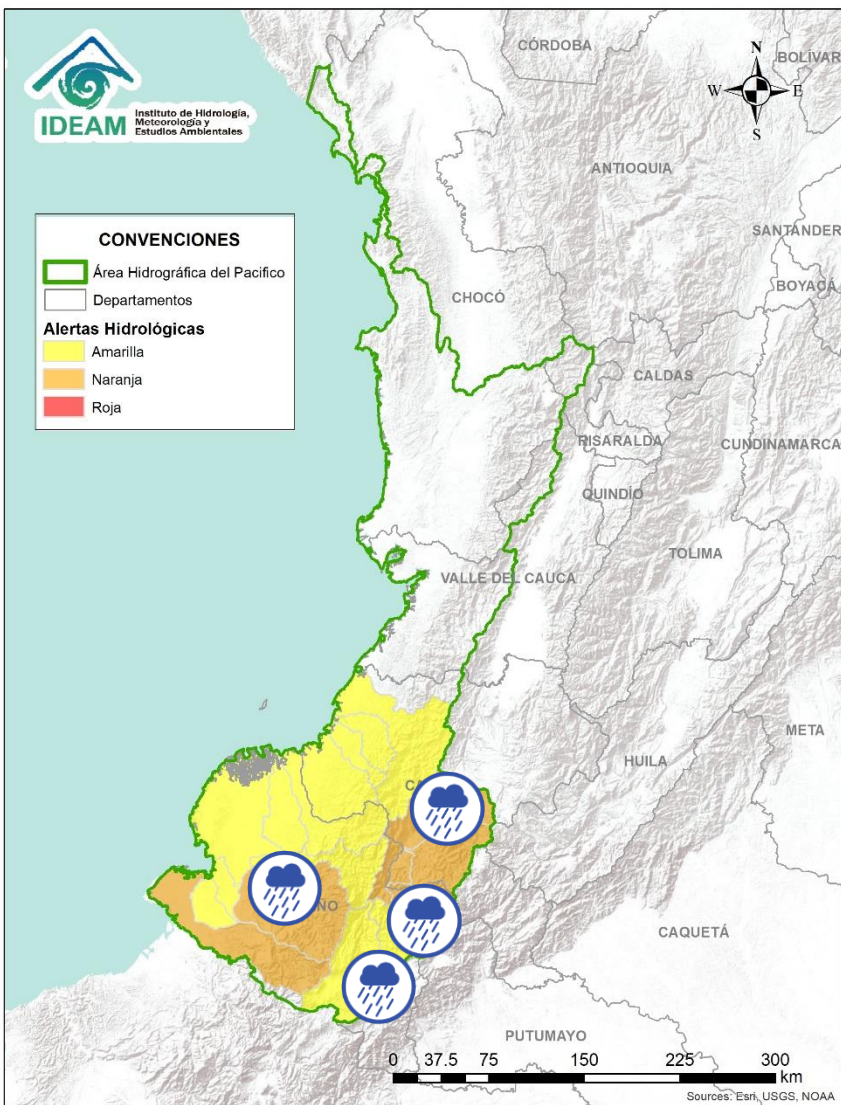 IDEAM
Instituto de Hidrología,
Meteorología y
Estudios Ambientales
CÓRDOBA
BOLÍVAR
N
W
E
S
ANTIOQUIA
SANTANDER
BOYACÁ
CONVENCIONES
Área Hidrográfica del Pacifico
Departamentos
Alertas Hidrológicas
Amarilla
Naranja
Roja
CHOCÓ
CALDAS
RISARALDA
CUNDINAMARCA
QUINDÍO
TOLIMA
VALLE DEL CAUCA
META
HUILA
CA
ÑO
CAQUETÁ
PUTUMAYO
0 37.5 75 150 225 300
km
Sources: Esri, USGS, NOAA